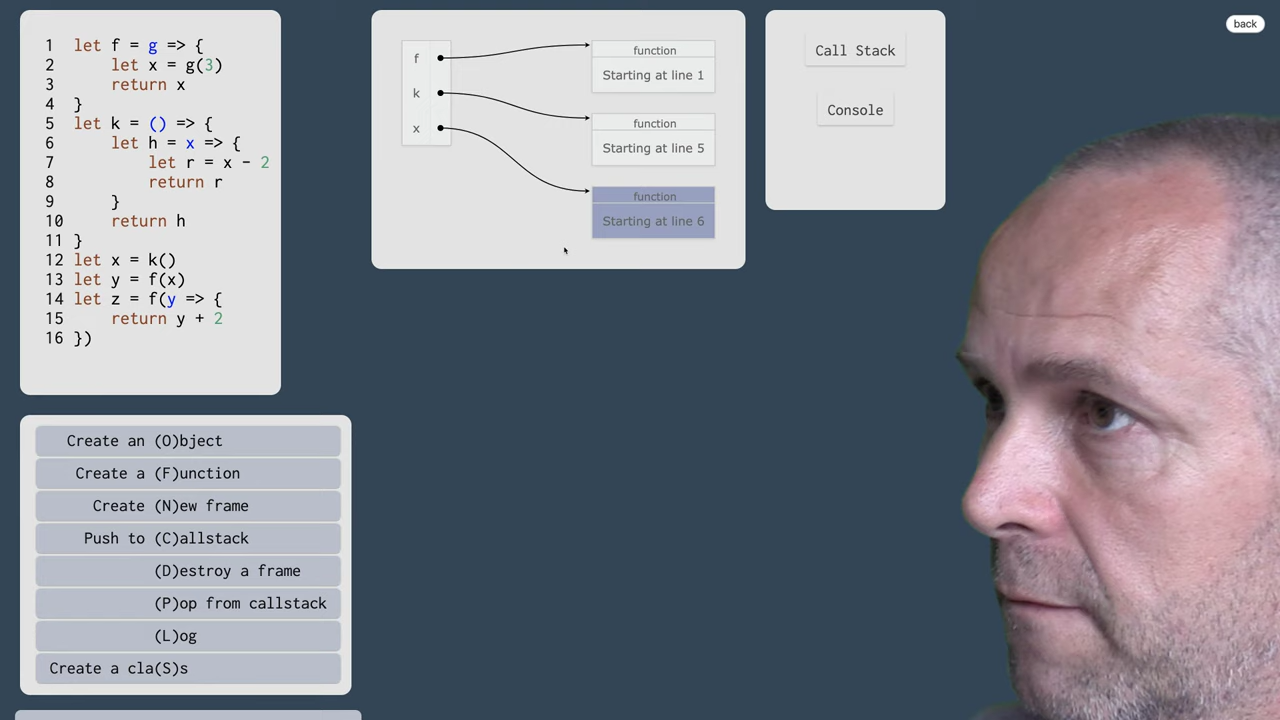 1 let f = g => {
2 let x = g(3)
3 return x
4 }
5 let k = () => {
6 let h = x => {
7 let r = x - 2
8 return r
9 }
10 return h
11 }
12 let x = k()
13 let y = f(x)
14 let z = f(y => {
15 return y + 2
16 })
Create an (O)bject
Create a (F)unction
Create (N)ew frame
Push to (C)allstack
(D)estroy a frame
(P)op from callstack
(L)og
Create a cla(S)s
f
k
x
function
Starting at line 1
function
Starting at line 5
function
Starting at line 6
Call Stack
Console
back